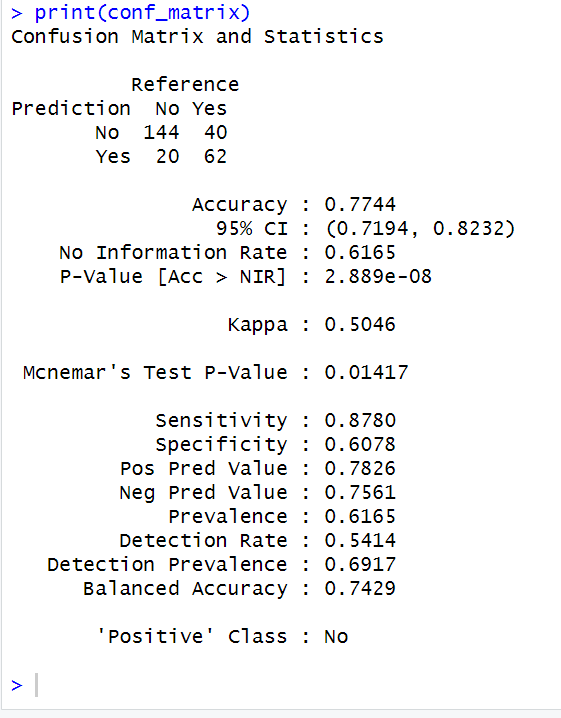 > print(conf_matrix)
Confusion Matrix and Statistics
Reference
Prediction No Yes
No 144 40
Yes 20 62
Accuracy : 0.7744
95% CI : (0.7194, 0.8232)
No Information Rate : 0.6165
P-Value [Acc > NIR] : 2.889e-08
Kappa : 0.5046
Mcnemar's Test P-Value : 0.01417
Sensitivity : 0.8780
Specificity : 0.6078
Pos Pred Value : 0.7826
Neg Pred Value : 0.7561
Prevalence : 0.6165
Detection Rate : 0.5414
Detection Prevalence : 0.6917
Balanced Accuracy : 0.7429
'Positive' Class : No
>